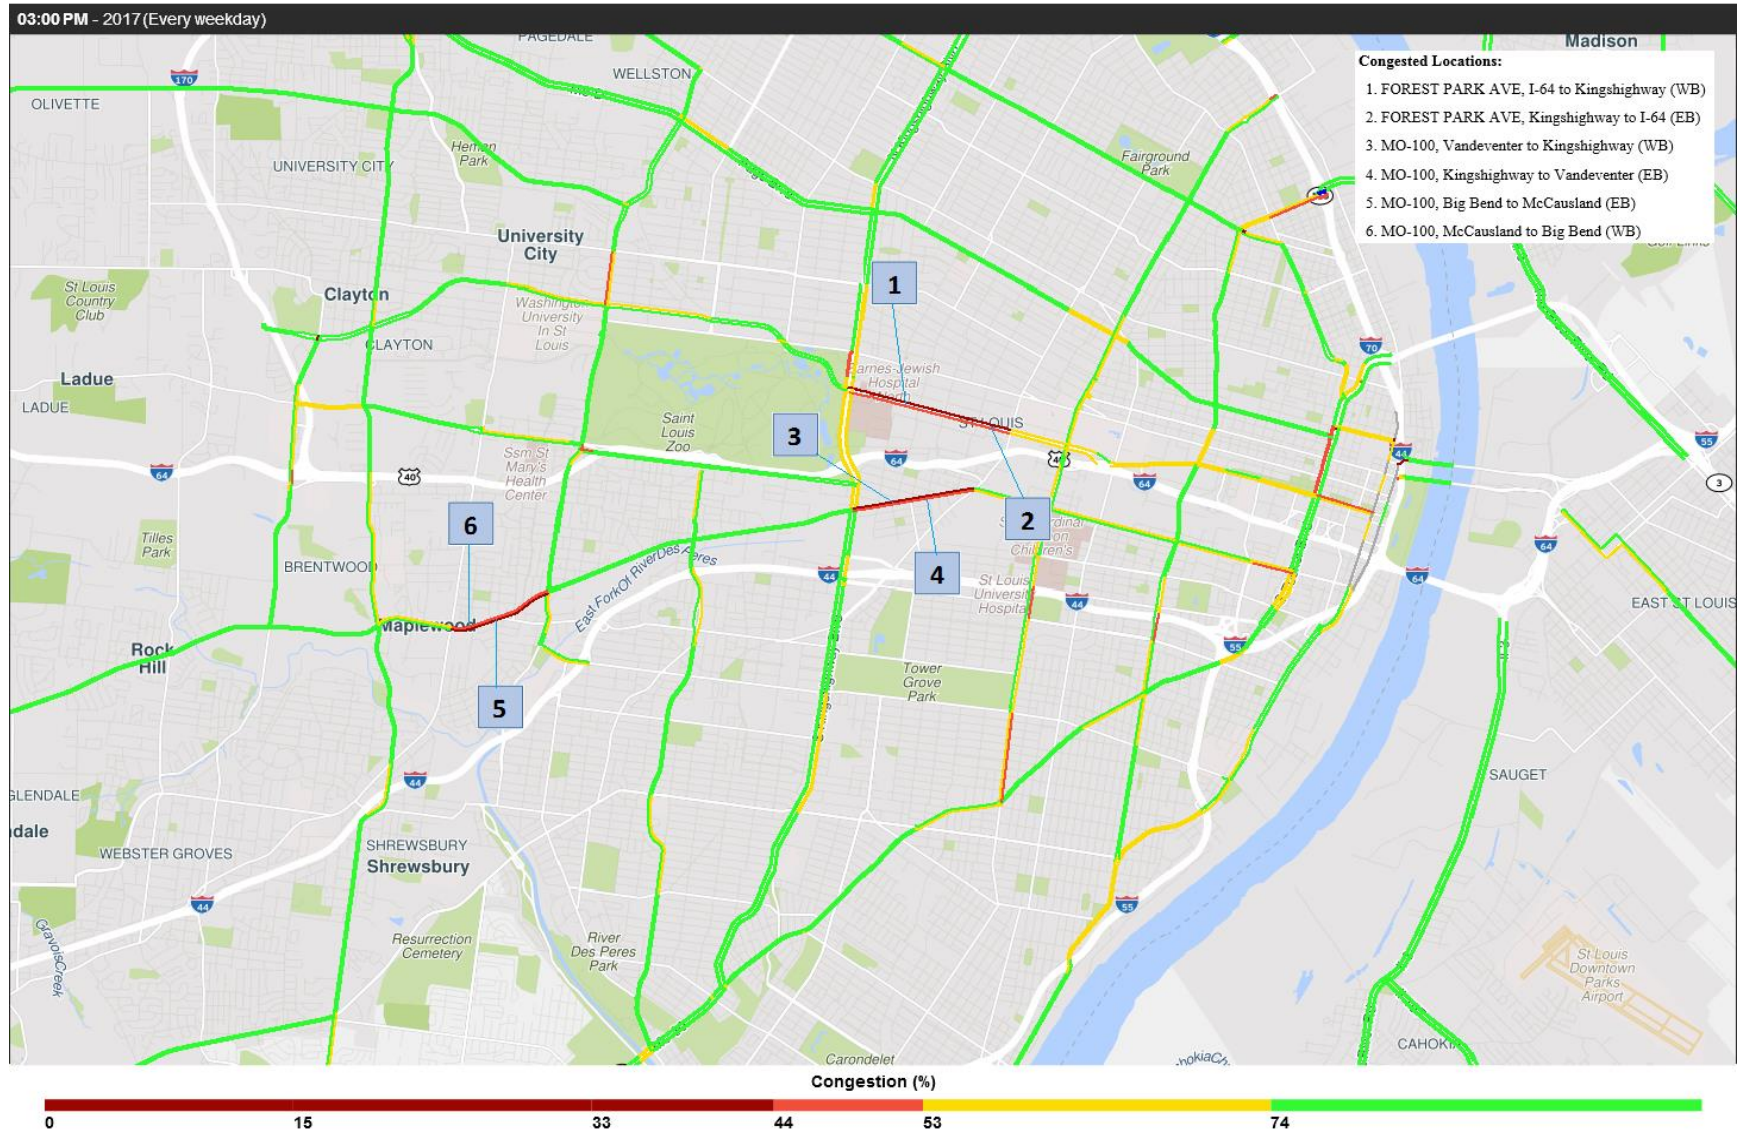 03:00 PM - 2017 (Every weekday)
PAGEDALE
Madison
Congested Locations:
1. FOREST PARK AVE, I-64 to Kingshighway (WB)
2. FOREST PARK AVE, Kingshighway to I-64 (EB)
3. MO-100, Vandeventer to Kingshighway (WB)
4. MO-100, Kingshighway to Vandeventer (EB)
5. MO-100, Big Bend to McCausland (EB)
6. MO-100, McCausland to Big Bend (WB)
170
WELLSTON
OLIVETTE
Heman
Park
UNIVERSITY CITY
Fairground
Park
University
City
1
St Louis
Country
Club
Clayton
Washington
University
In St
Louis
CLAYTON
70
Barnes-Jewish
Hospital
Ladue
LADUE
Saint
Louis
Zoo
ST LOUIS
3
Ssm St
Mary's
Health
Center
64
40
64
64
44
55
3
6
2
4
Tilles
Park
BRENTWOOD
East Fork Of River Des Peres
44
St Louis
University
Hospital
44
64
64
EAST ST LOUIS
Maplewood
Rock
Hill
55
Tower
Grove
Park
5
44
SAUGET
GLENDALE
WEBSTER GROVES
SHREWSBURY
Shrewsbury
44
55
Gravois Creek
Resurrection
Cemetery
River
Des Peres
Park
St Louis
Downtown
Parks
Airport
Carondelet
CAHOKIA
Congestion (%)
0 15 33 44 53 74